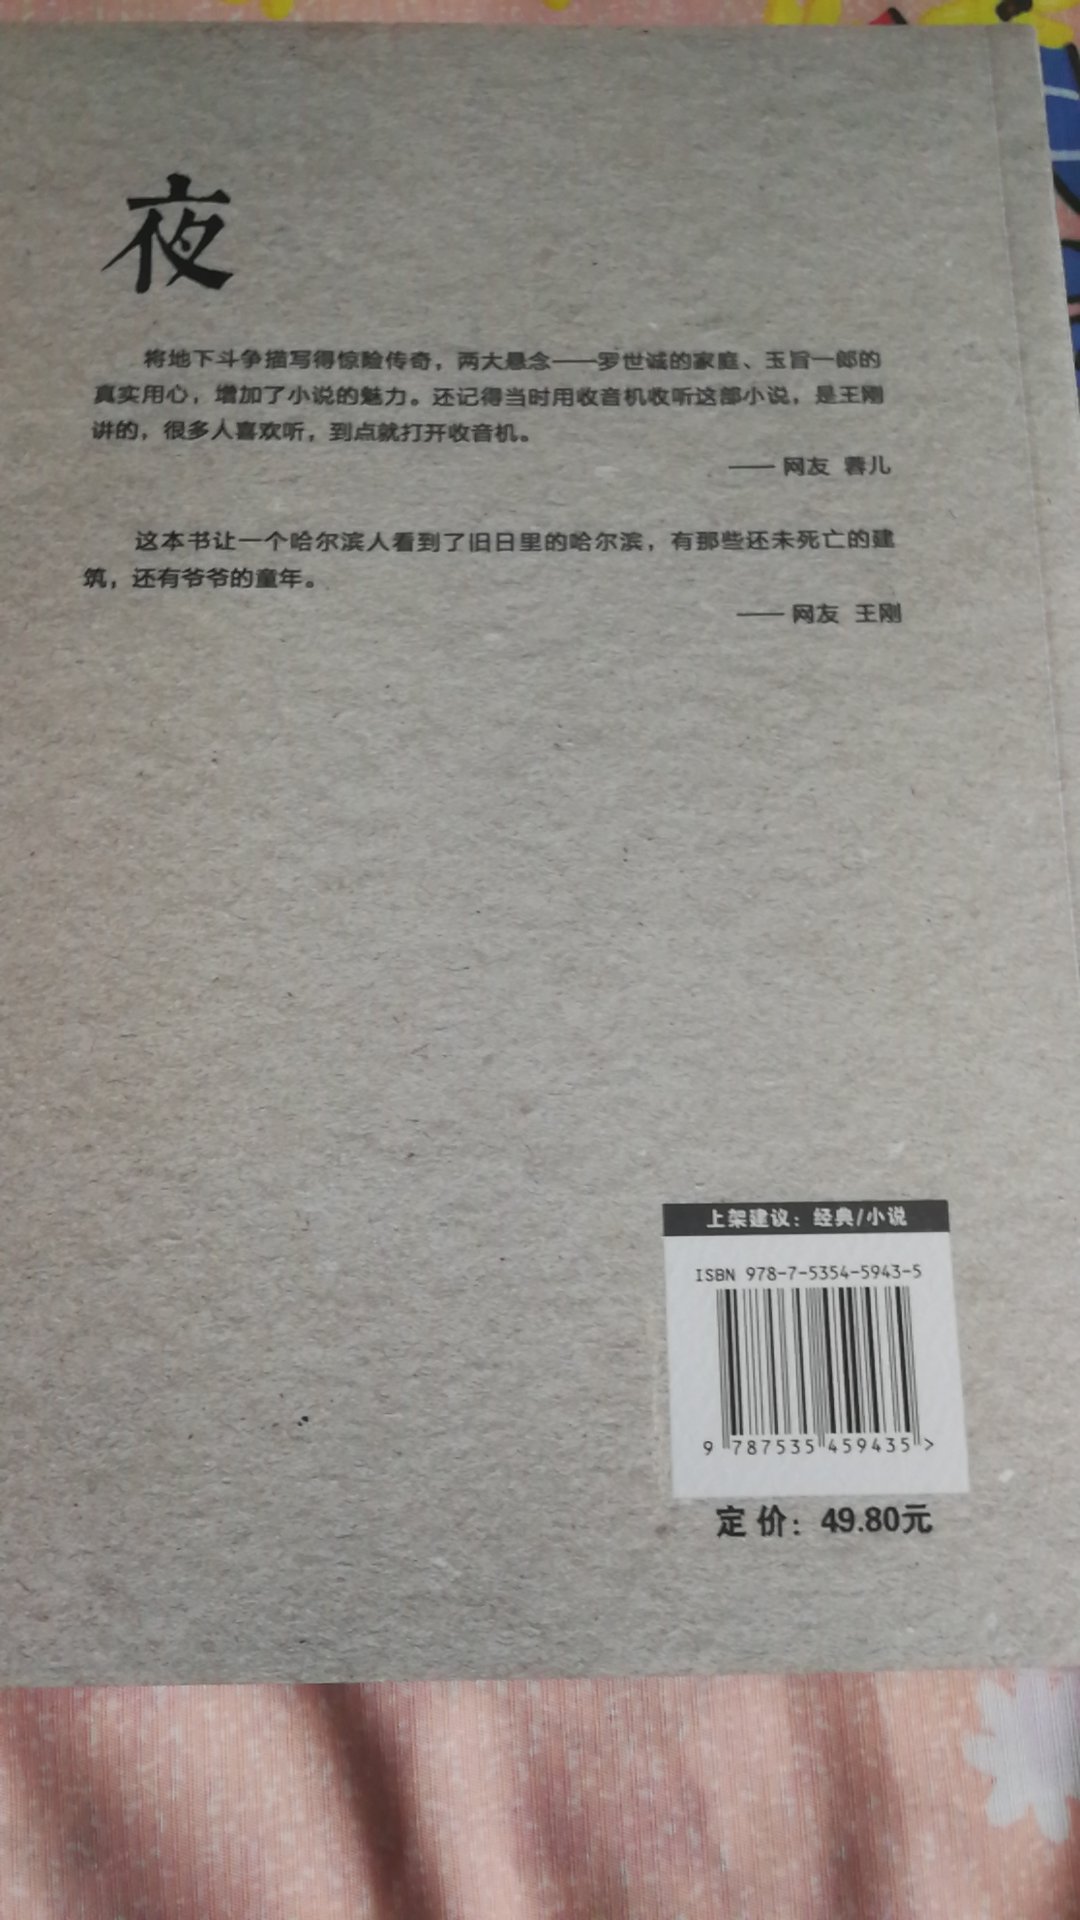 夜
将地下斗争描写得惊险传奇，两大悬念——罗世诚的家庭、玉旨一郎的
真实用心，增加了小说的魅力。还记得当时用收音机收听这部小说，是王刚
讲的，很多人喜欢听，到点就打开收音机。
—— 网友 蓉儿
这本书让一个哈尔滨人看到了旧日里的哈尔滨，有那些还未死亡的建
筑，还有爷爷的童年。
—— 网友 王刚
上架建议：经典/小说
ISBN 978-7-5354-5943-5
9 787535 459435 >
定 价：49.80元